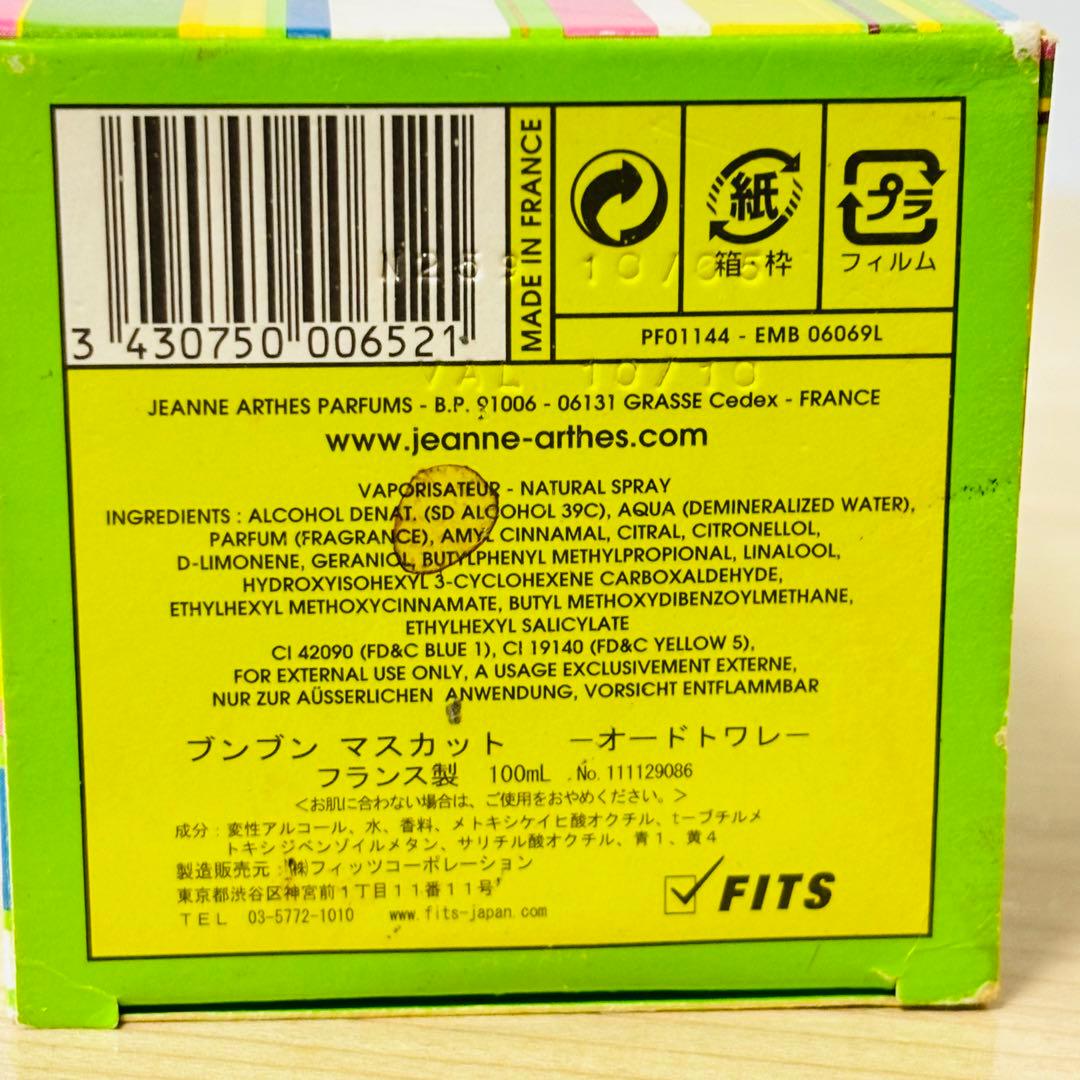 3 430750 006521
MADE IN FRANCE
紙
箱・枠
プラ
フィルム
N269 10/05
PF01144 - EMB 06069L
VAL 10/10
JEANNE ARTHES PARFUMS - B.P. 91006 - 06131 GRASSE Cedex - FRANCE
www.jeanne-arthes.com
VAPORISATEUR - NATURAL SPRAY
INGREDIENTS : ALCOHOL DENAT. (SD ALCOHOL 39C), AQUA (DEMINERALIZED WATER),
PARFUM (FRAGRANCE), AMYL CINNAMAL, CITRAL, CITRONELLOL,
D-LIMONENE, GERANIOL, BUTYLPHENYL METHYLPROPIONAL, LINALOOL,
HYDROXYISOHEXYL 3-CYCLOHEXENE CARBOXALDEHYDE,
ETHYLHEXYL METHOXYCINNAMATE, BUTYL METHOXYDIBENZOYLMETHANE,
ETHYLHEXYL SALICYLATE
CI 42090 (FD&C BLUE 1), CI 19140 (FD&C YELLOW 5),
FOR EXTERNAL USE ONLY, A USAGE EXCLUSIVEMENT EXTERNE,
NUR ZUR AÜSSERLICHEN ANWENDUNG, VORSICHT ENTFLAMMBAR
ブンブン マスカット －オードトワレ－
フランス製 100mL No. 111129086
＜お肌に合わない場合は、ご使用をおやめください。＞
成分：変性アルコール、水、香料、メトキシケイヒ酸オクチル、t-ブチルメ
トキシジベンゾイルメタン、サリチル酸オクチル、青１、黄４
製造販売元：㈱フィッツコーポレーション
東京都渋谷区神宮前１丁目１１番１１号
ＴＥＬ 03-5772-1010 www.fits-japan.com
FITS